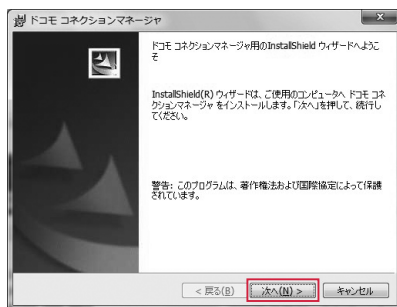 ドコモ コネクションマネージャ
ドコモ コネクションマネージャ用のInstallShield ウィザードへようこ
そ
InstallShield(R) ウィザードは、ご使用のコンピュータへ ドコモ コネ
クションマネージャ をインストールします。「次へ」を押して、続行し
てください。
警告: このプログラムは、著作権法および国際協定によって保護
されています。
< 戻る(B)
次へ(N) >
キャンセル